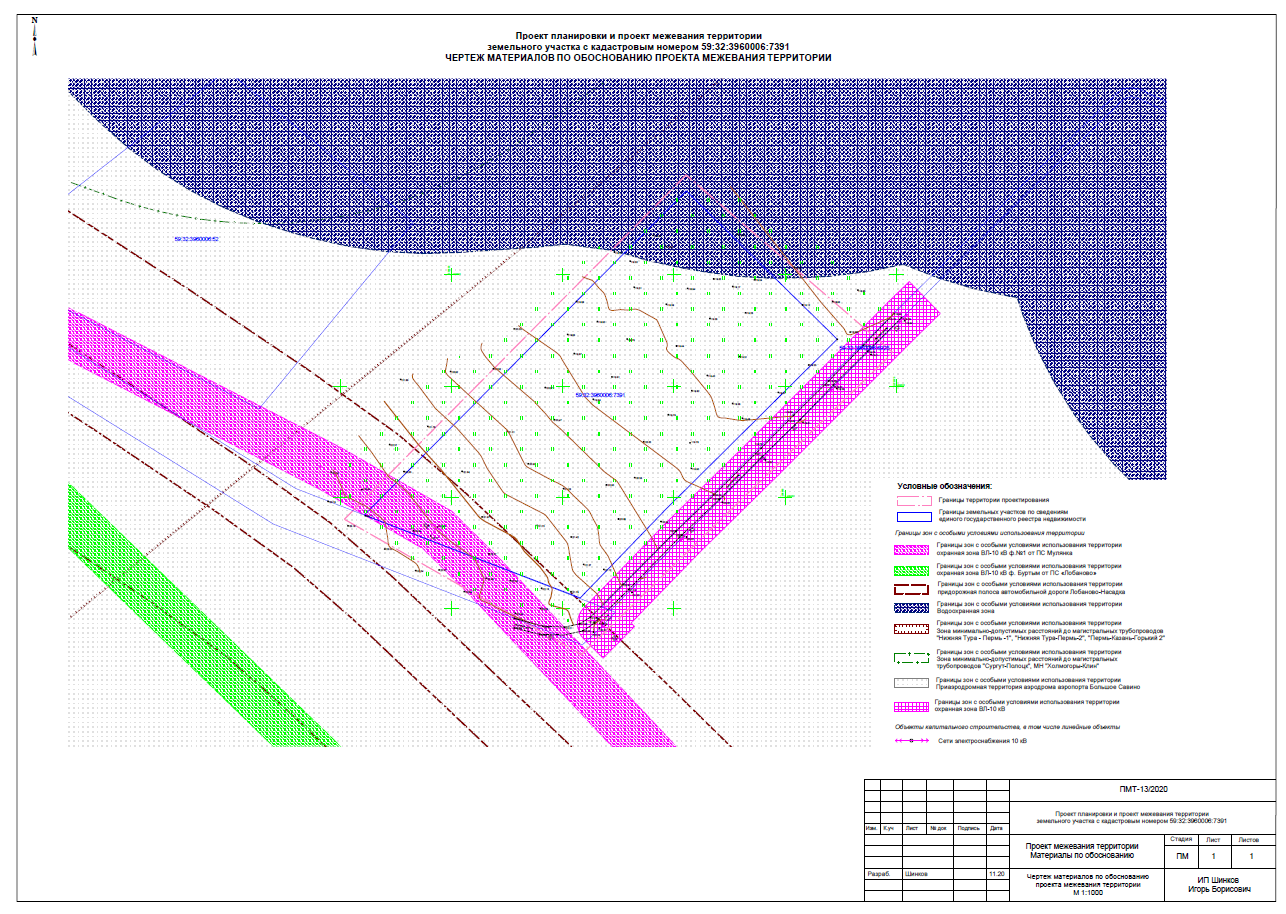 N
Проект планировки и проект межевания территории
земельного участка с кадастровым номером 59:32:3960006:7391
ЧЕРТЕЖ МАТЕРИАЛОВ ПО ОБОСНОВАНИЮ ПРОЕКТА МЕЖЕВАНИЯ ТЕРРИТОРИИ
59:32:3960006:52
59:32:3960006:7391
Условные обозначения:
Границы территории проектирования
Границы земельных участков по сведениям
единого государственного реестра недвижимости
Границы зон с особыми условиями использования территории
Границы зон с особыми условиями использования территории
охранная зона ВЛ-10 кВ ф.№1 от ПС Мулянка
Границы зон с особыми условиями использования территории
охранная зона ВЛ-10 кВ ф. Буртым от ПС «Лобаново»
Границы зон с особыми условиями использования территории
придорожная полоса автомобильной дороги Лобаново-Насадка
Границы зон с особыми условиями использования территории
Водоохранная зона
Границы зон с особыми условиями использования территории
Зона минимально-допустимых расстояний до магистральных трубопроводов
"Нижняя Тура - Пермь -1", "Нижняя Тура-Пермь-2", "Пермь-Казань-Горький 2"
Границы зон с особыми условиями использования территории
Зона минимально-допустимых расстояний до магистральных
трубопроводов "Сургут-Полоцк", МН "Холмогоры-Клин"
Границы зон с особыми условиями использования территории
Приаэродромная территория аэродрома аэропорта Большое Савино
Границы зон с особыми условиями использования территории
охранная зона ВЛ-10 кВ
Объекты капитального строительства, в том числе линейные объекты
Сети электроснабжения 10 кВ
ПМТ-13/2020
Проект планировки и проект межевания территории
земельного участка с кадастровым номером 59:32:3960006:7391
Изм. К.уч Лист № док Подпись Дата
Проект межевания территории
Материалы по обоснованию
Стадия Лист Листов
ПМ 1 1
Разраб. Шинков 11.20
Чертеж материалов по обоснованию
проекта межевания территории
М 1:1000
ИП Шинков
Игорь Борисович